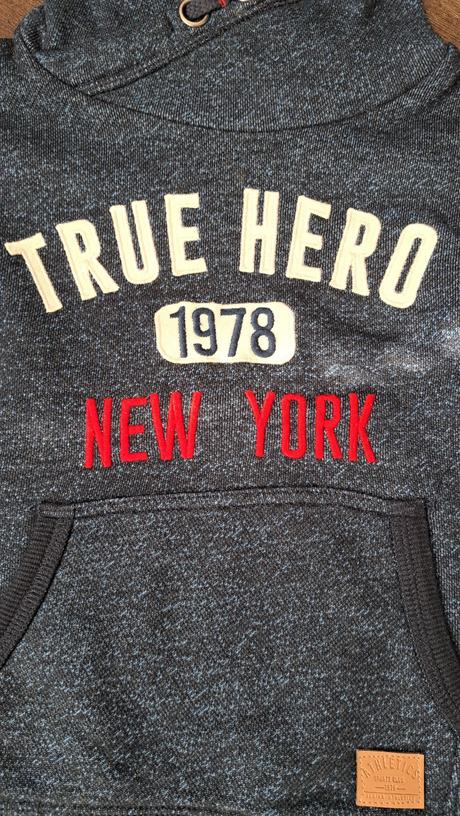 TRUE HERO
1978
NEW YORK
ATHLETICS